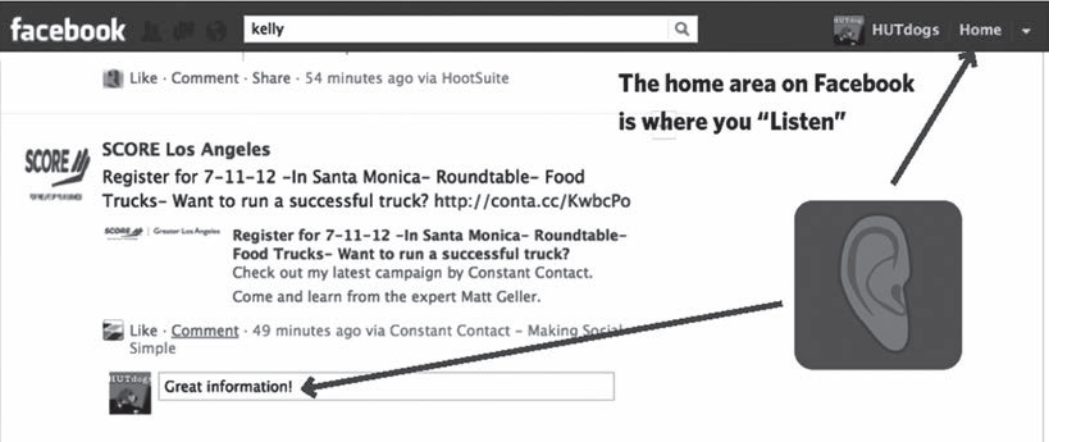 facebook kelly HUTdogs Home
Like · Comment · Share · 54 minutes ago via HootSuite
The home area on Facebook
is where you “Listen”
SCORE
SCORE Los Angeles
Register for 7-11-12 –In Santa Monica– Roundtable– Food
Trucks– Want to run a successful truck? http://conta.cc/KwbcPo
SCORE | Greater Los Angeles
Register for 7-11-12 –In Santa Monica– Roundtable–
Food Trucks– Want to run a successful truck?
Check out my latest campaign by Constant Contact.
Come and learn from the expert Matt Geller.
Like · Comment · 49 minutes ago via Constant Contact – Making Social
Simple
HUTdogs
Great information!